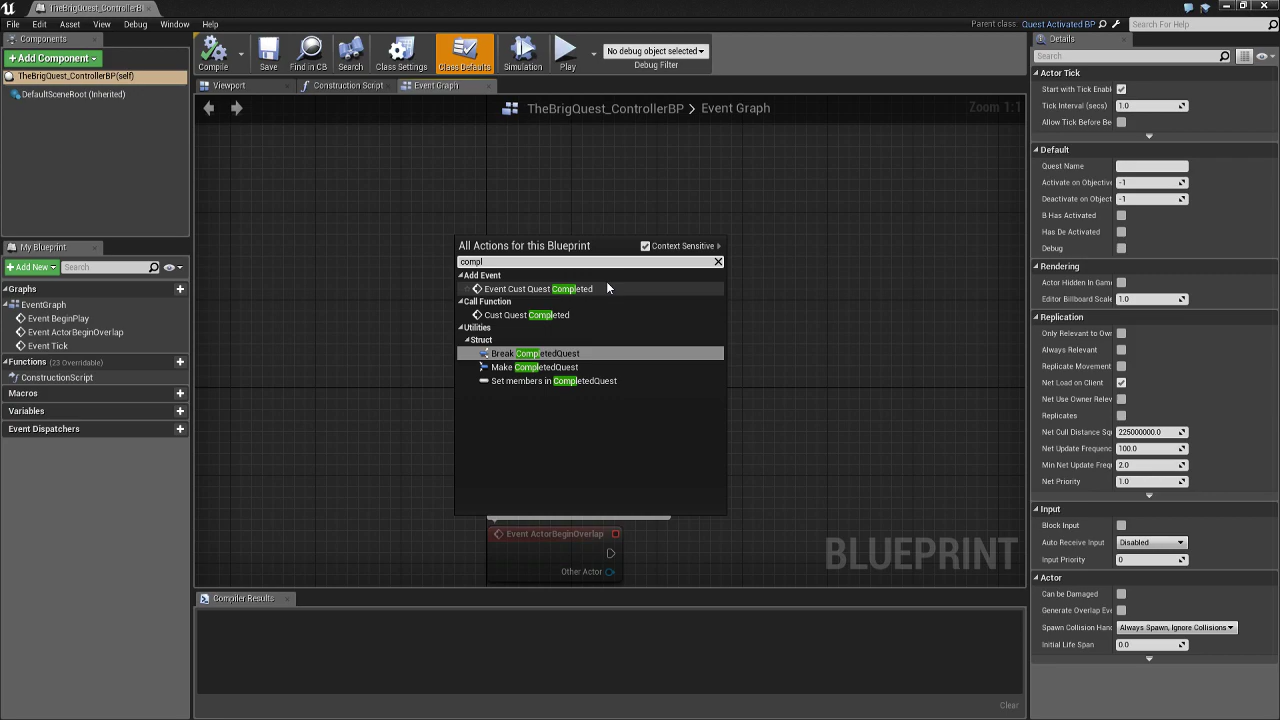 TheBrigQuest_ControllerBP
File Edit Asset View Debug Window Help
Parent class: Quest Activated BP
Search For Help
Components
+Add Component
TheBrigQuest_ControllerBP(self)
DefaultSceneRoot (Inherited)
Compile
Save
Find in CB
Search
Class Settings
Class Defaults
Simulation
Play
No debug object selected
Debug Filter
Viewport
Construction Script
Event Graph
TheBrigQuest_ControllerBP > Event Graph
Zoom 1:1
My Blueprint
+Add New
Search
Graphs
EventGraph
Event BeginPlay
Event ActorBeginOverlap
Event Tick
Functions (23 Overridable)
ConstructionScript
Macros
Variables
Event Dispatchers
All Actions for this Blueprint
Context Sensitive
compl
Add Event
Event Cust Quest Completed
Call Function
Cust Quest Completed
Utilities
Struct
Break CompletedQuest
Make CompletedQuest
Set members in CompletedQuest
Event ActorBeginOverlap
Other Actor
BLUEPRINT
Compiler Results
Clear
Details
Search
Actor Tick
Start with Tick Enabl
Tick Interval (secs) 1.0
Allow Tick Before Be
Default
Quest Name
Activate on Objective -1
Deactivate on Object -1
B Has Activated
Has De Activated
Debug
Rendering
Actor Hidden In Gam
Editor Billboard Scale 1.0
Replication
Only Relevant to Owr
Always Relevant
Replicate Movement
Net Load on Client
Net Use Owner Relev
Replicates
Net Cull Distance Sq 225000000.0
Net Update Frequenc 100.0
Min Net Update Freq 2.0
Net Priority 1.0
Input
Block Input
Auto Receive Input Disabled
Input Priority 0
Actor
Can be Damaged
Generate Overlap Eve
Spawn Collision Hand Always Spawn, Ignore Collisions
Initial Life Span 0.0